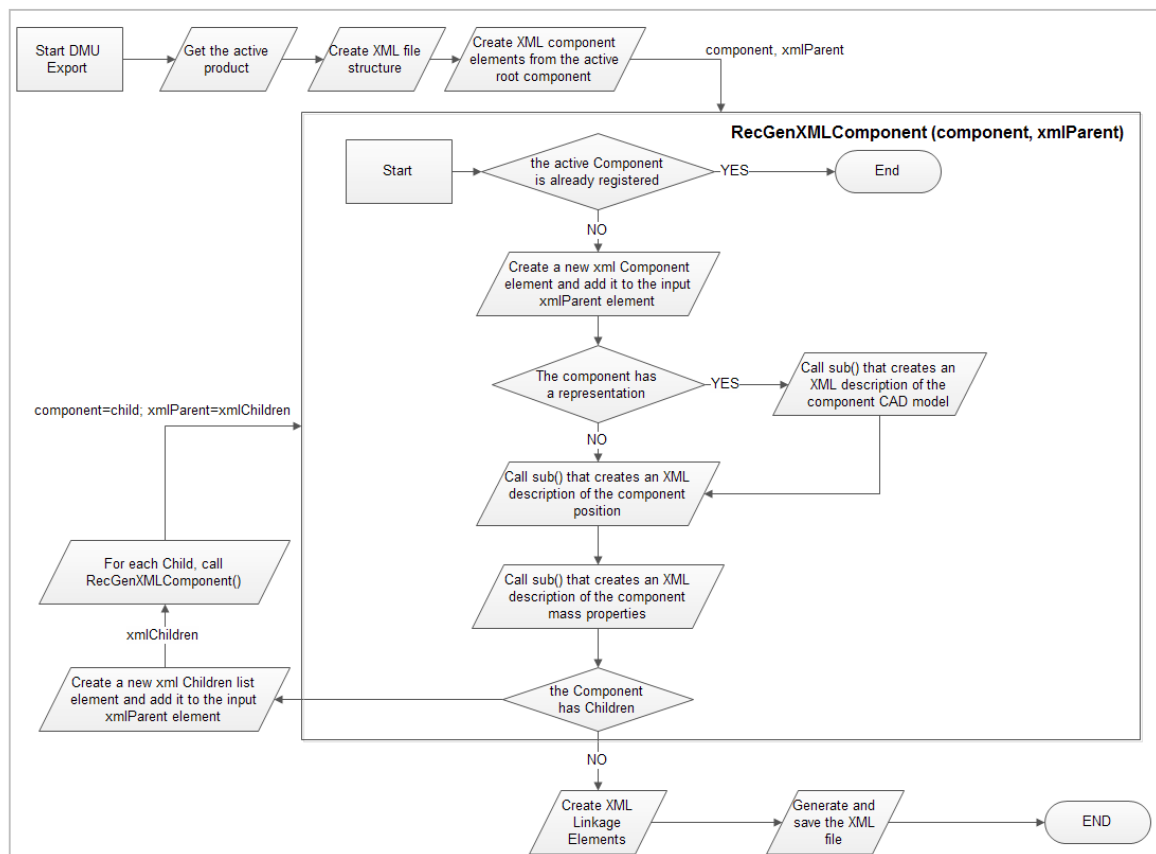 Start DMU
Export
Get the active
product
Create XML file
structure
Create XML component
elements from the active
root component
component, xmlParent
RecGenXMLComponent (component, xmlParent)
Start
the active Component
is already registered
YES
End
NO
Create a new xml Component
element and add it to the input
xmlParent element
The component has
a representation
YES
Call sub() that creates an
XML description of the
component CAD model
NO
component=child; xmlParent=xmlChildren
Call sub() that creates an XML
description of the component
position
For each Child, call
RecGenXMLComponent()
Call sub() that creates an XML
description of the component
mass properties
xmlChildren
Create a new xml Children list
element and add it to the input
xmlParent element
the Component
has Children
NO
Create XML
Linkage
Elements
Generate and
save the XML
file
END